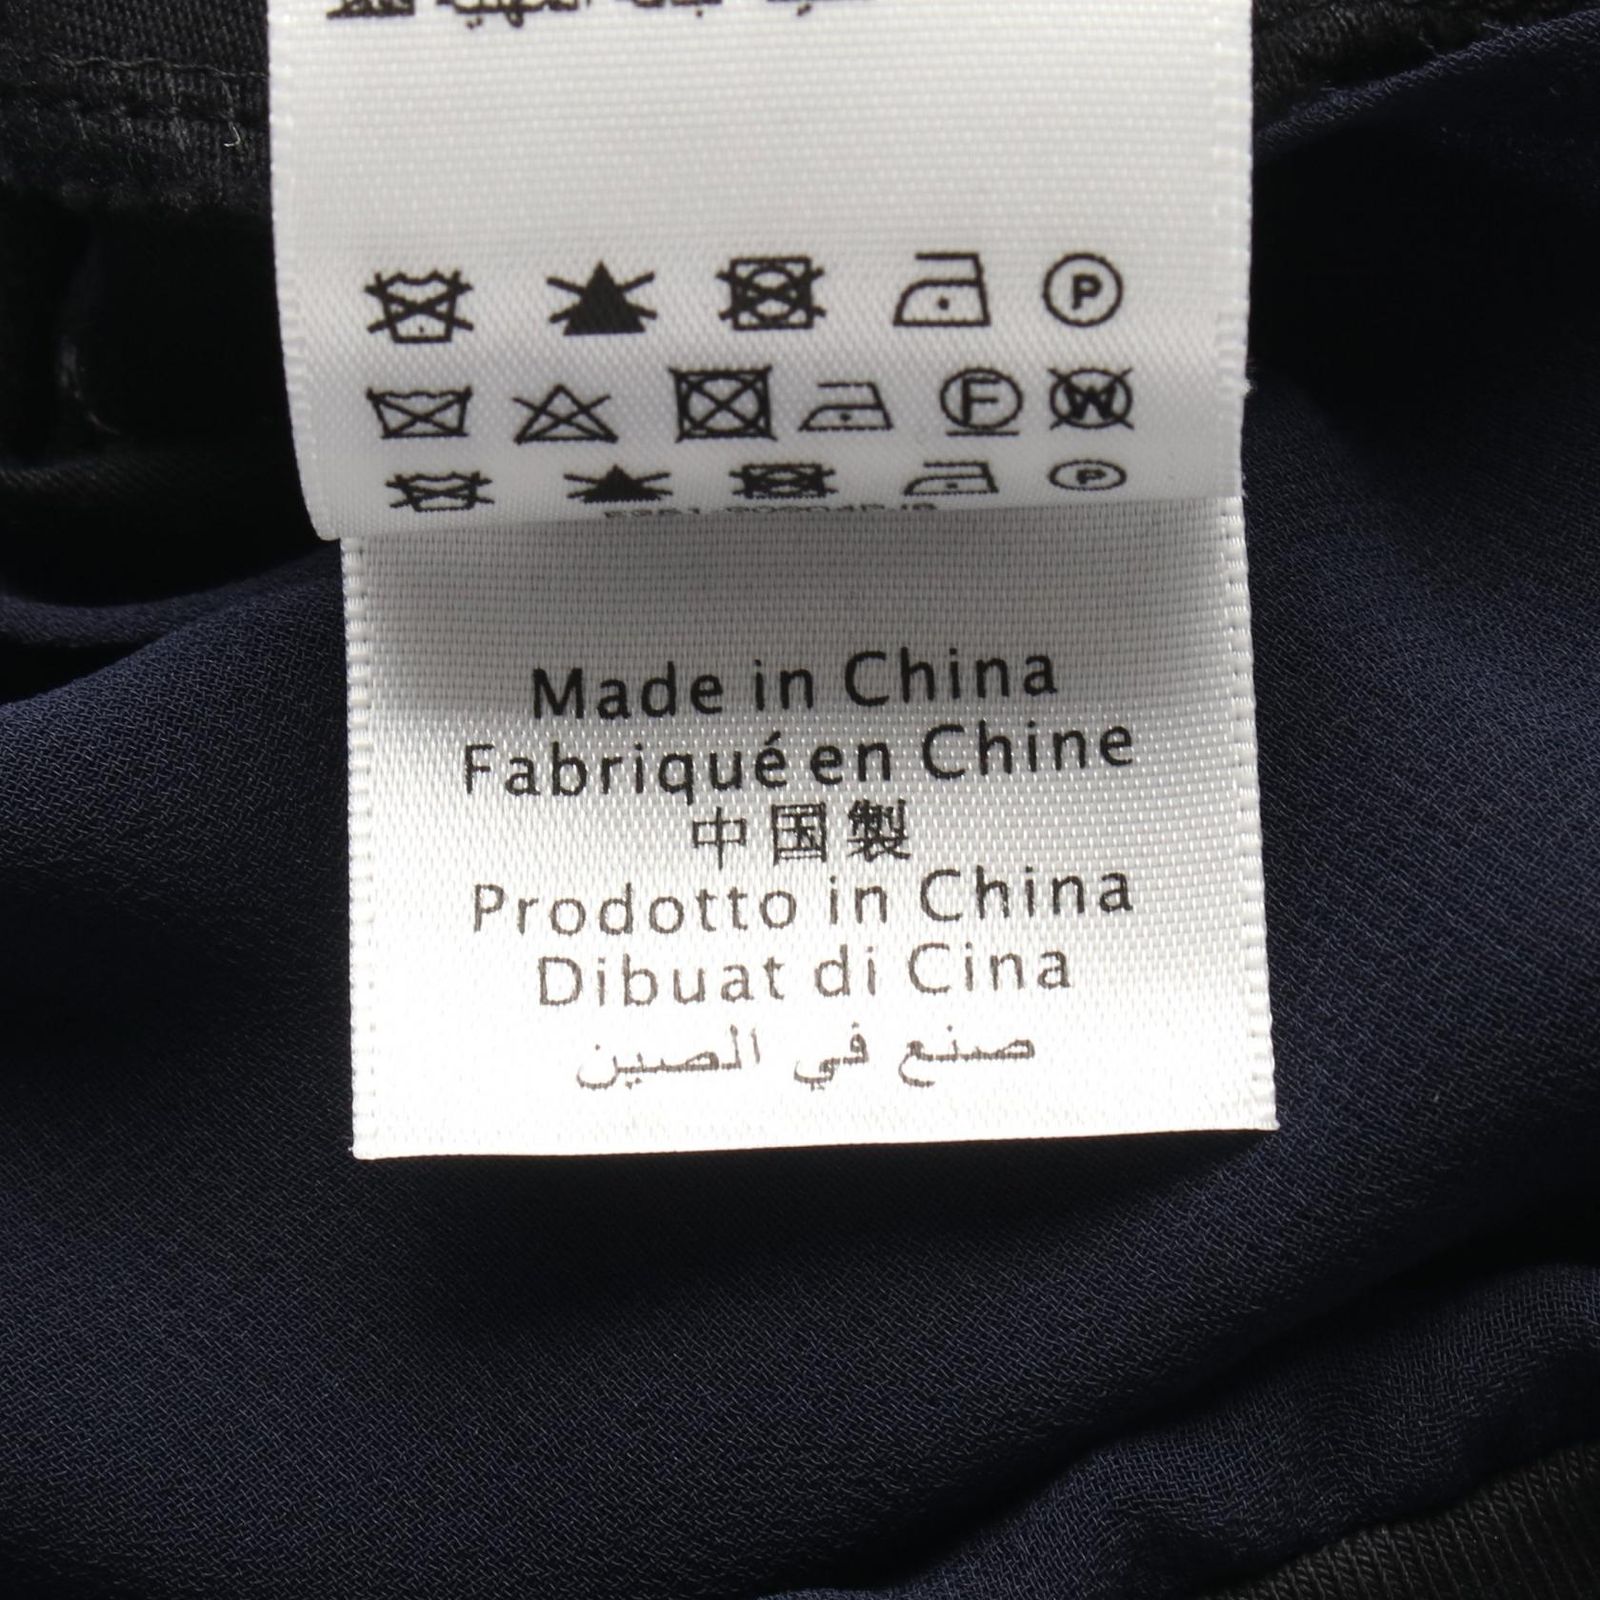 P
F W
P
Made in China
Fabriqué en Chine
中国製
Prodotto in China
Dibuat di Cina
صنع في الصين